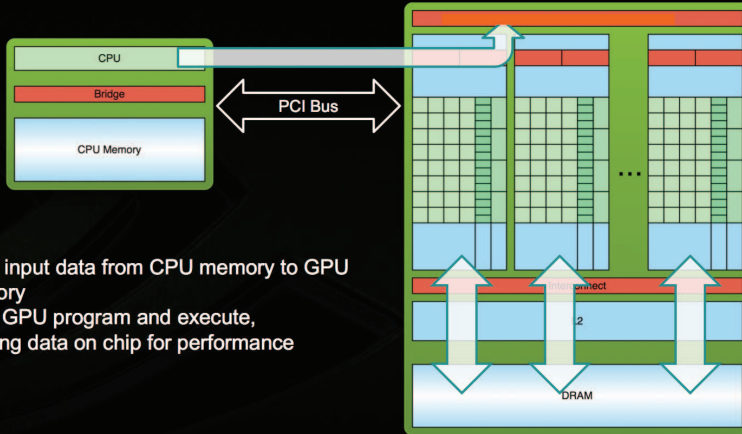 CPU
Bridge
CPU Memory
PCI Bus
...
Interconnect
L2
DRAM
input data from CPU memory to GPU
ory
GPU program and execute,
ng data on chip for performance